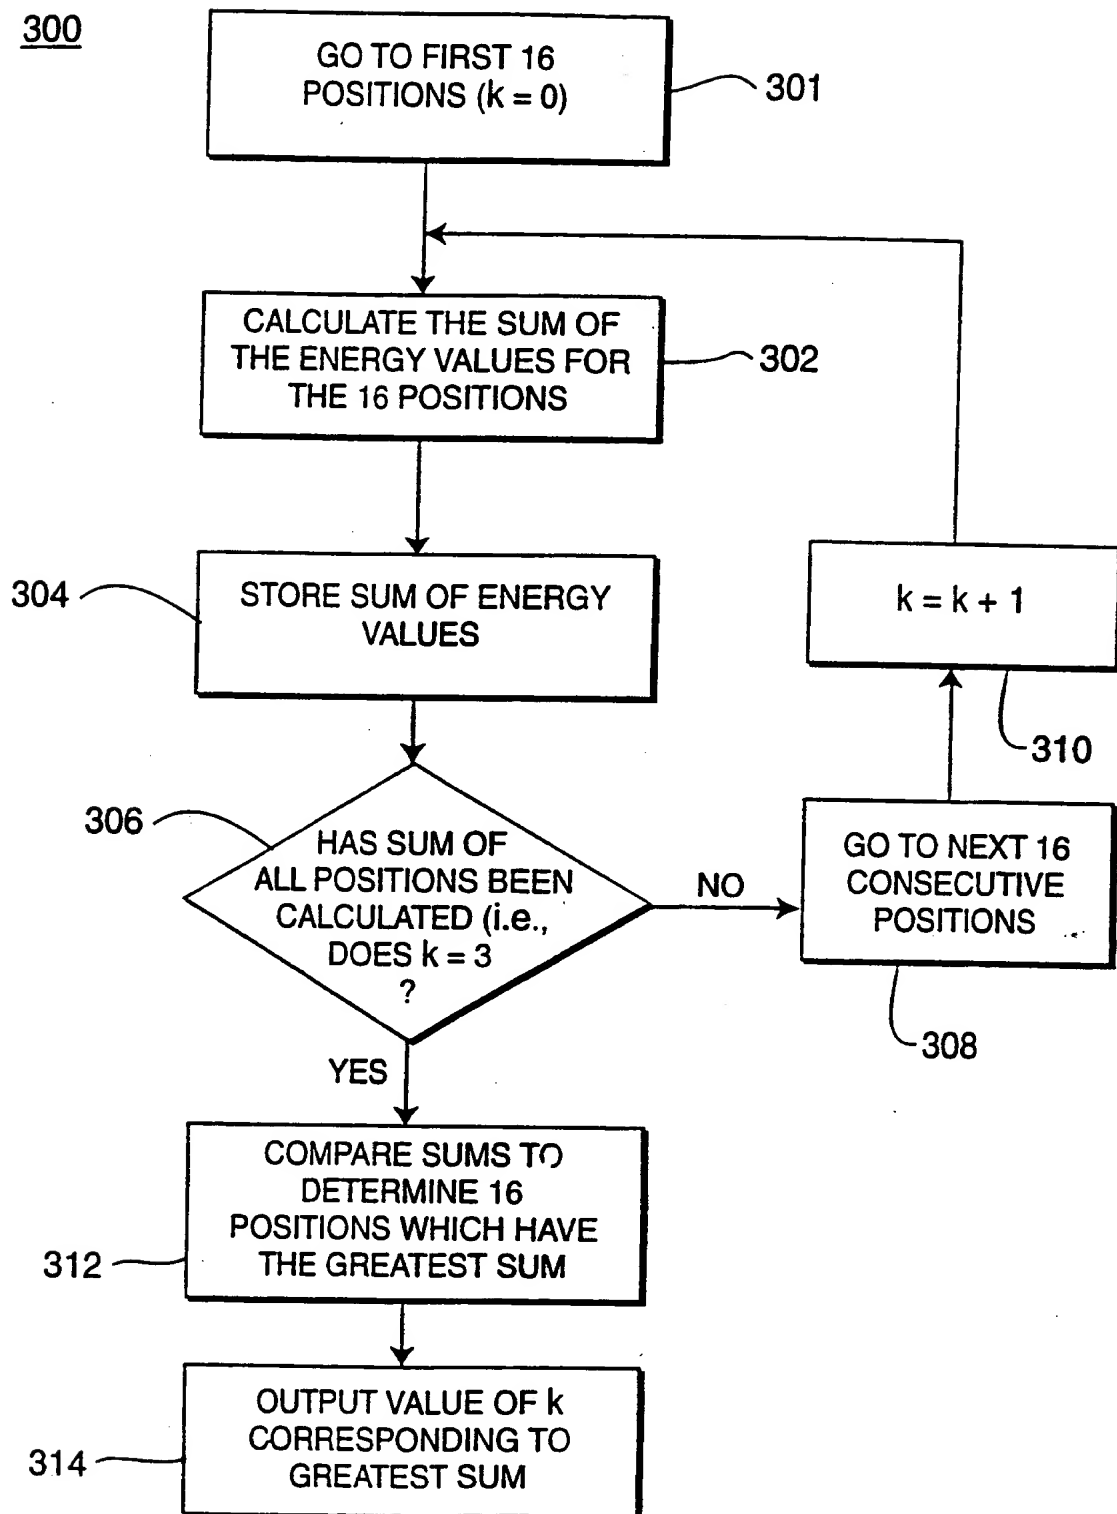 300
GO TO FIRST 16
POSITIONS (k = 0)
301
CALCULATE THE SUM OF
THE ENERGY VALUES FOR
THE 16 POSITIONS
302
304
STORE SUM OF ENERGY
VALUES
k = k + 1
310
306
HAS SUM OF
ALL POSITIONS BEEN
CALCULATED (i.e.,
DOES k = 3
?
NO
GO TO NEXT 16
CONSECUTIVE
POSITIONS
308
YES
COMPARE SUMS TO
DETERMINE 16
POSITIONS WHICH HAVE
THE GREATEST SUM
312
OUTPUT VALUE OF k
CORRESPONDING TO
GREATEST SUM
314